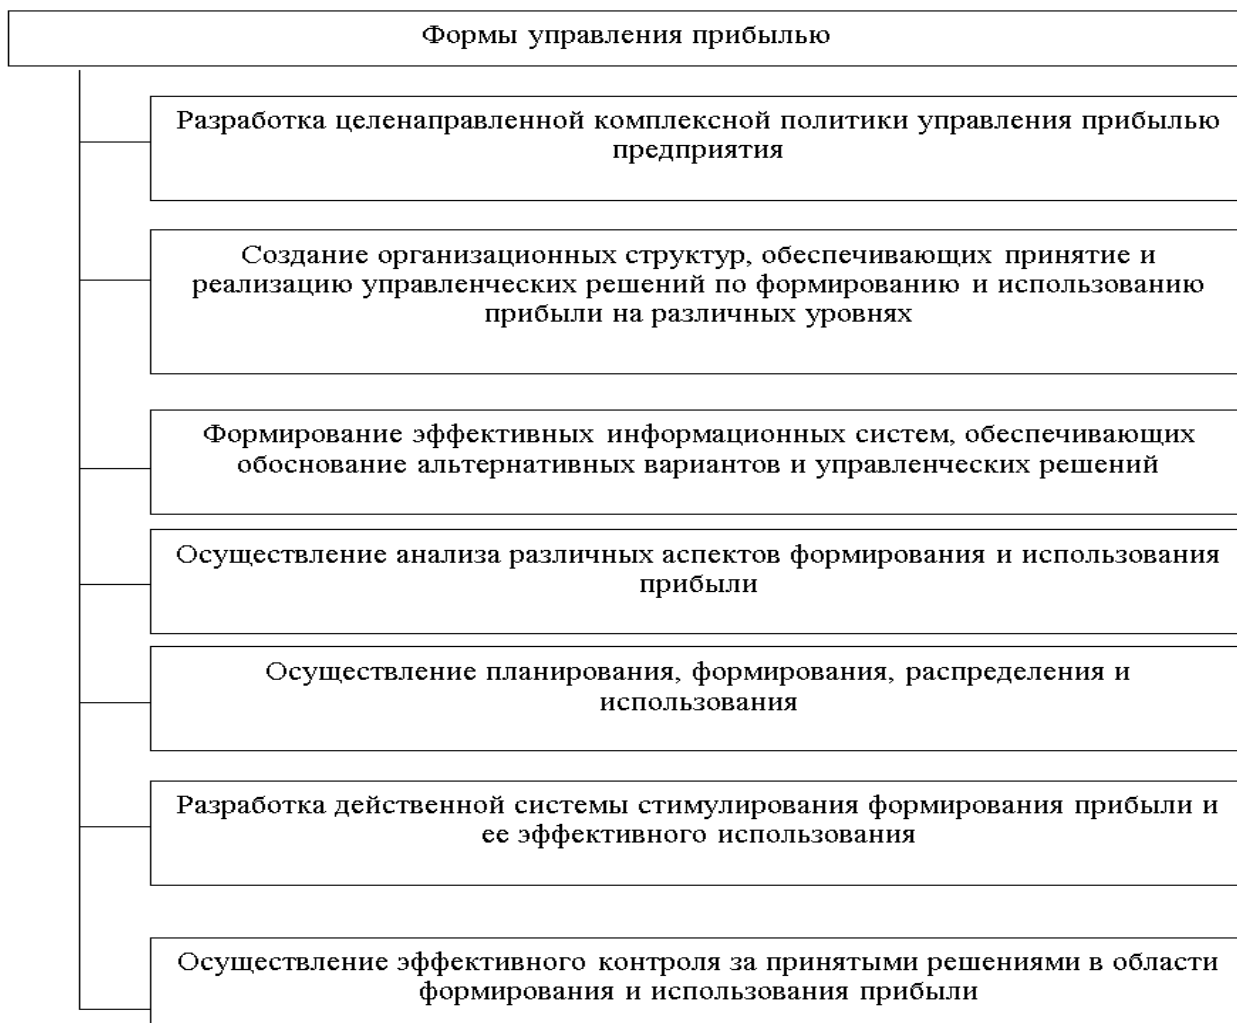 Формы управления прибылью
Разработка целенаправленной комплексной политики управления прибылью
предприятия
Создание организационных структур, обеспечивающих принятие и
реализацию управленческих решений по формированию и использованию
прибыли на различных уровнях
Формирование эффективных информационных систем, обеспечивающих
обоснование альтернативных вариантов и управленческих решений
Осуществление анализа различных аспектов формирования и использования
прибыли
Осуществление планирования, формирования, распределения и
использования
Разработка действенной системы стимулирования формирования прибыли и
ее эффективного использования
Осуществление эффективного контроля за принятыми решениями в области
формирования и использования прибыли